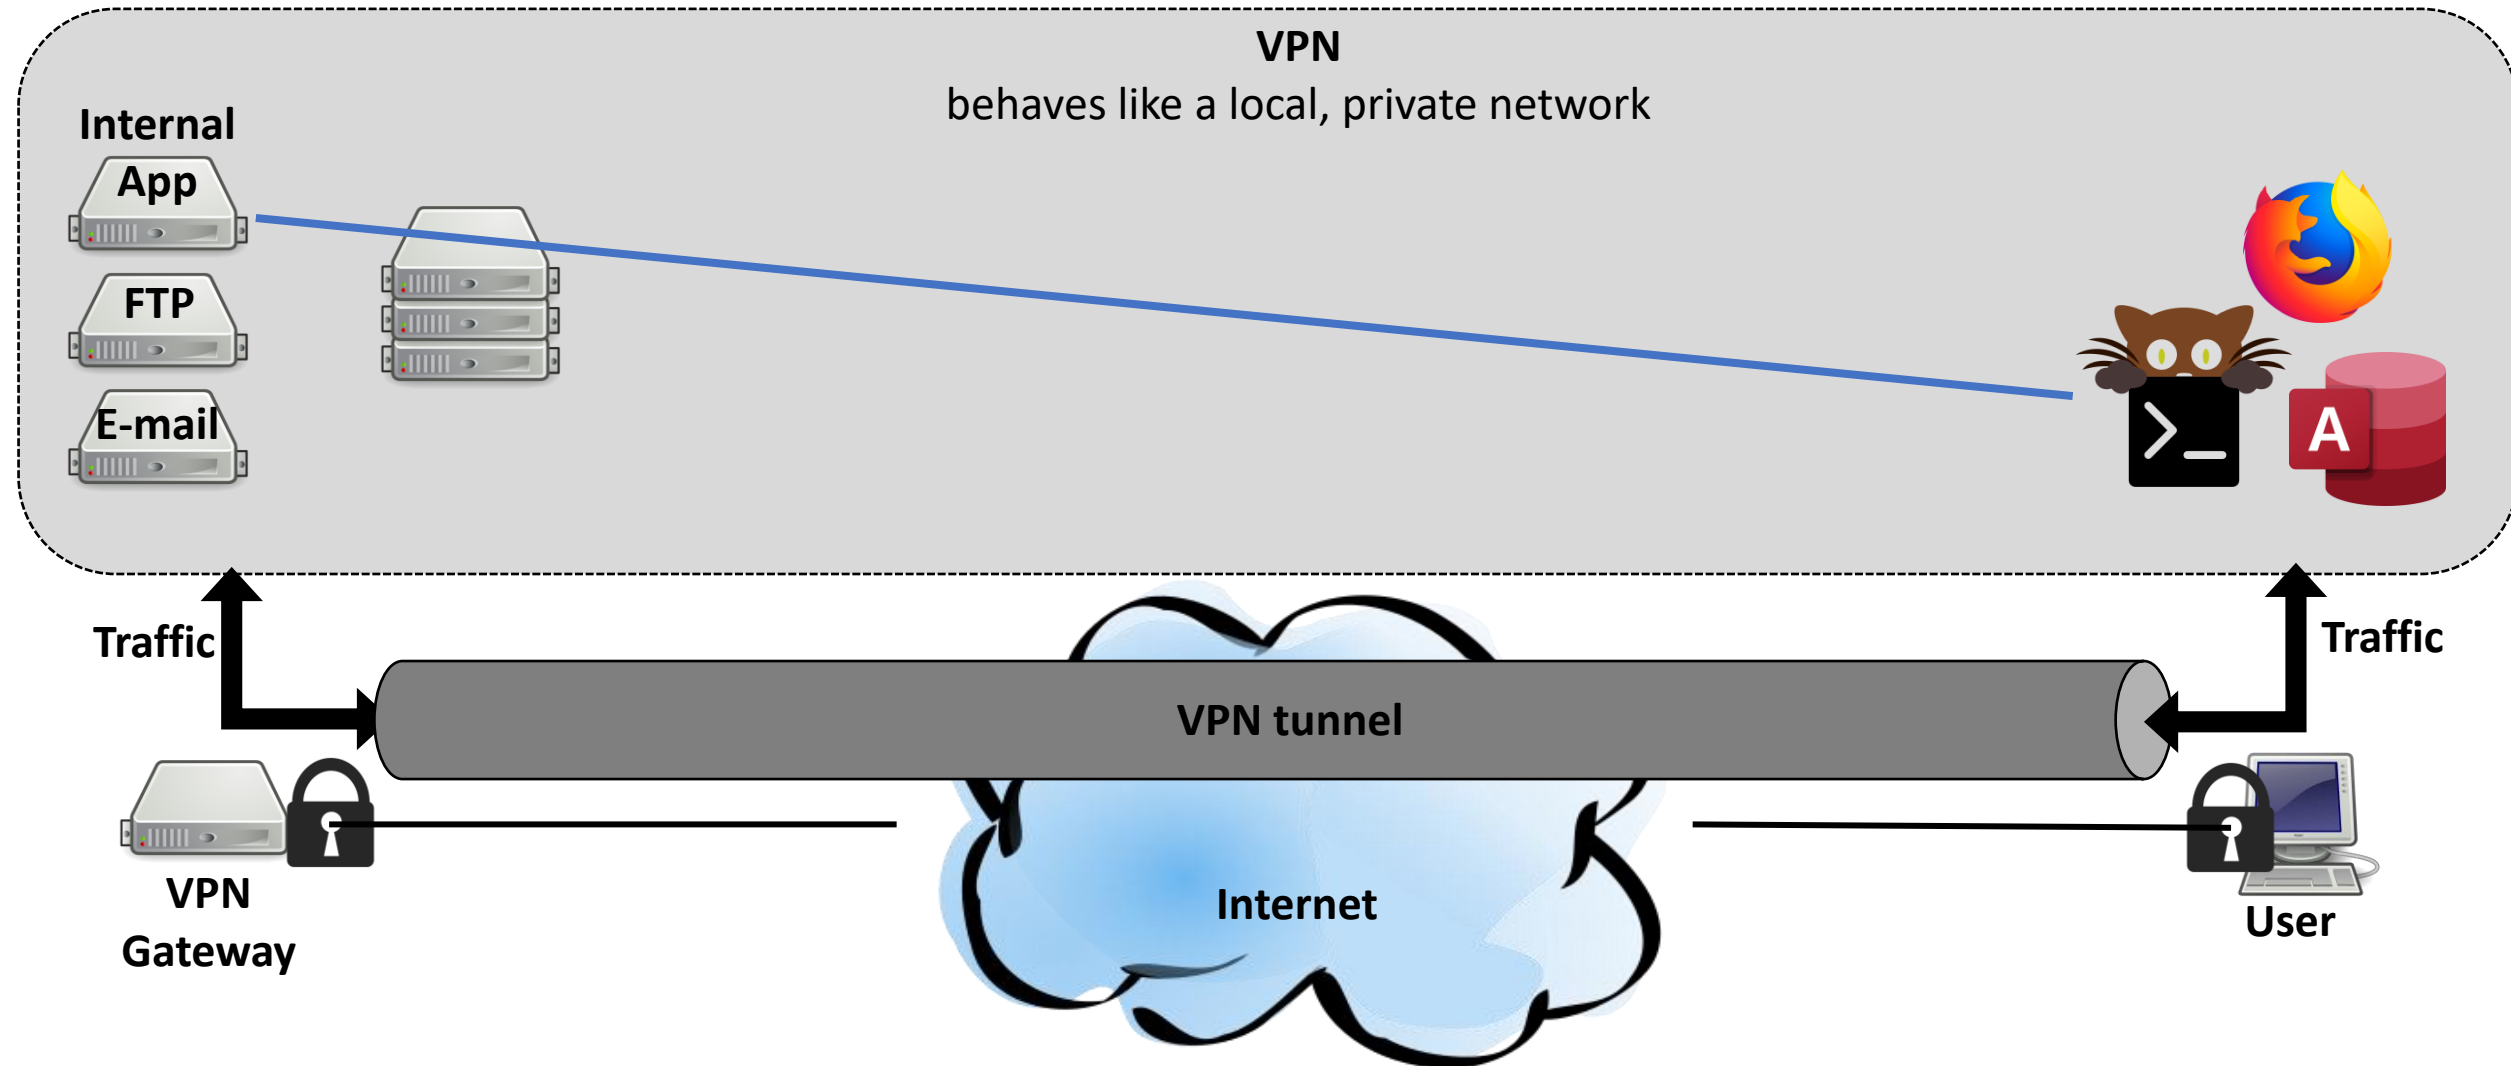 VPN
behaves like a local, private network
Internal
App
FTP
E-mail
>_
A
Traffic
Traffic
VPN tunnel
VPN
Gateway
Internet
User